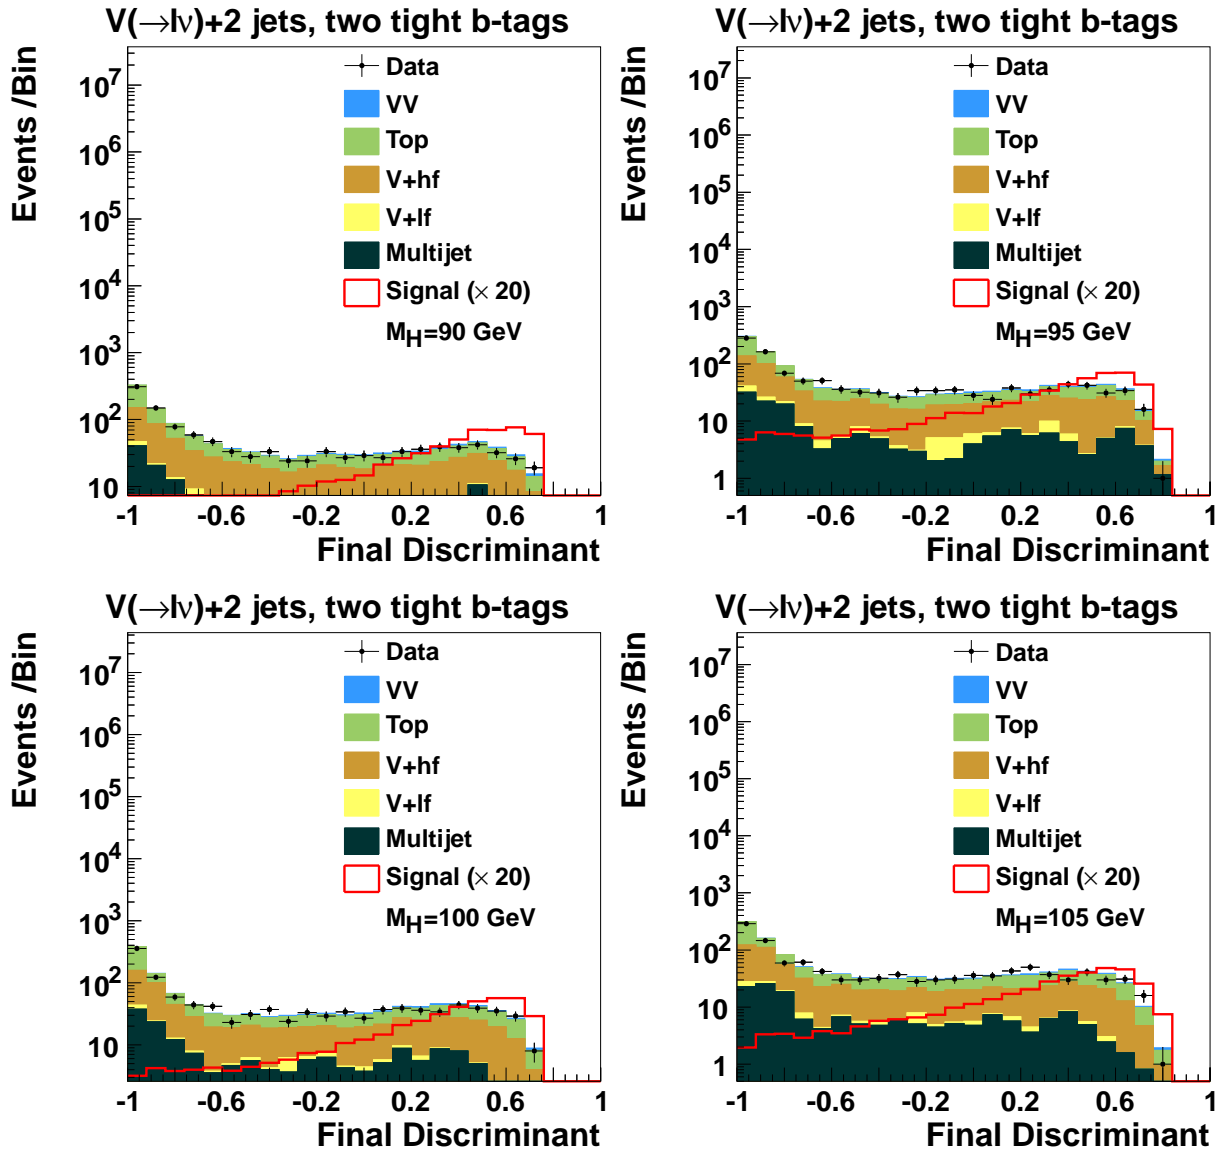 V(→lν)+2 jets, two tight b-tags
Events /Bin
10^7
10^6
10^5
10^4
10^3
10^2
10
Data
VV
Top
V+hf
V+lf
Multijet
Signal (× 20)
M_H=90 GeV
-1 -0.6 -0.2 0.2 0.6 1
Final Discriminant
V(→lν)+2 jets, two tight b-tags
Events /Bin
10^7
10^6
10^5
10^4
10^3
10^2
10
1
Data
VV
Top
V+hf
V+lf
Multijet
Signal (× 20)
M_H=95 GeV
-1 -0.6 -0.2 0.2 0.6 1
Final Discriminant
V(→lν)+2 jets, two tight b-tags
Events /Bin
10^7
10^6
10^5
10^4
10^3
10^2
10
Data
VV
Top
V+hf
V+lf
Multijet
Signal (× 20)
M_H=100 GeV
-1 -0.6 -0.2 0.2 0.6 1
Final Discriminant
V(→lν)+2 jets, two tight b-tags
Events /Bin
10^7
10^6
10^5
10^4
10^3
10^2
10
1
Data
VV
Top
V+hf
V+lf
Multijet
Signal (× 20)
M_H=105 GeV
-1 -0.6 -0.2 0.2 0.6 1
Final Discriminant